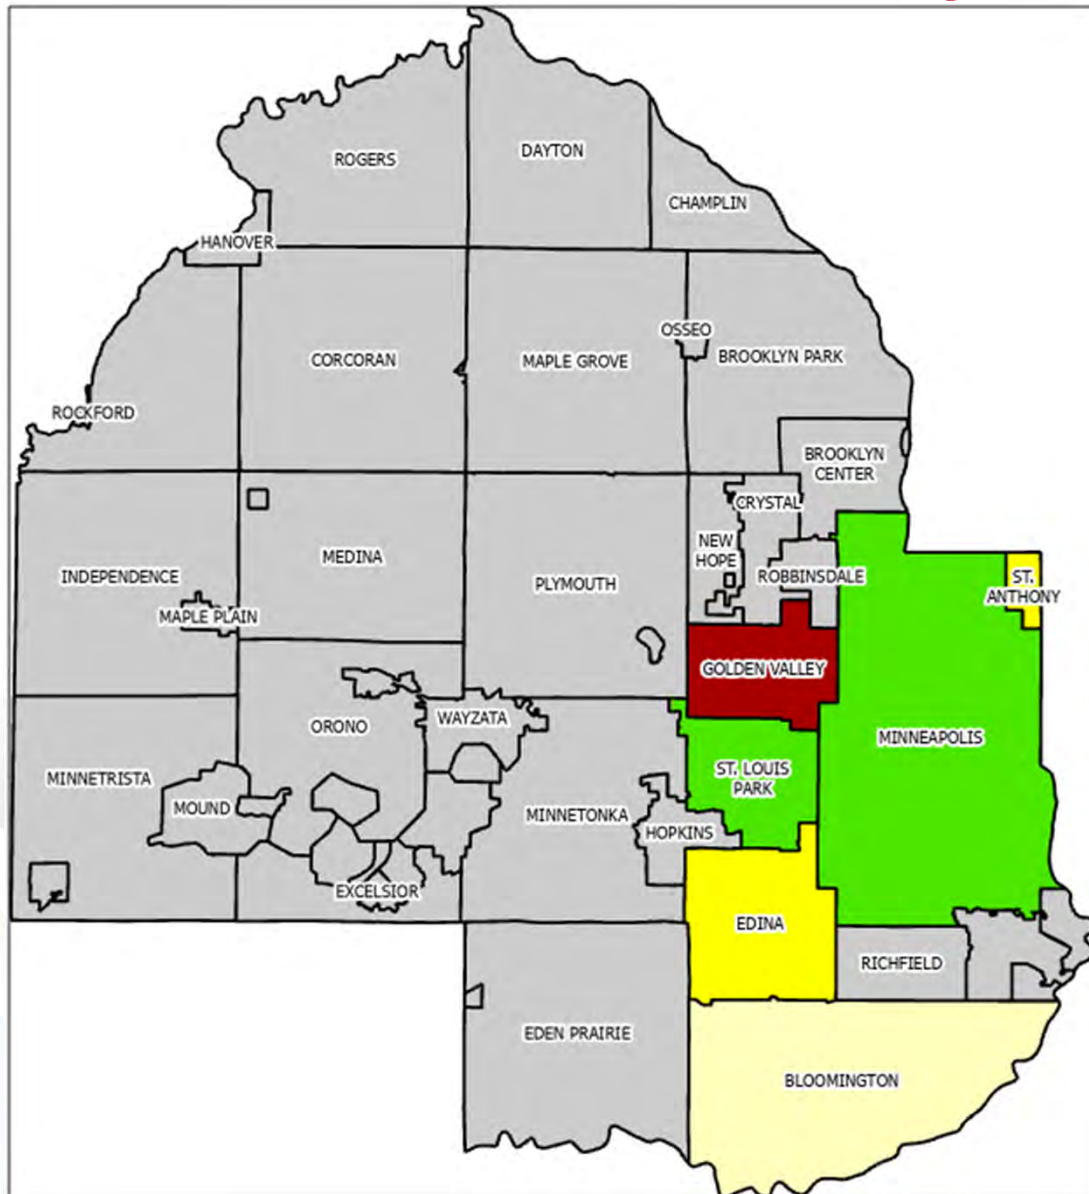 ROGERS
DAYTON
CHAMPLIN
HANOVER
OSSEO
CORCORAN
MAPLE GROVE
BROOKLYN PARK
ROCKFORD
BROOKLYN
CENTER
CRYSTAL
NEW
HOPE
MEDINA
INDEPENDENCE
PLYMOUTH
ROBBINSDALE
ST.
ANTHONY
MAPLE PLAIN
GOLDEN VALLEY
WAYZATA
ORONO
MINNEAPOLIS
MINNETRISTA
ST. LOUIS
PARK
MOUND
MINNETONKA
HOPKINS
EXCELSIOR
EDINA
RICHFIELD
EDEN PRAIRIE
BLOOMINGTON